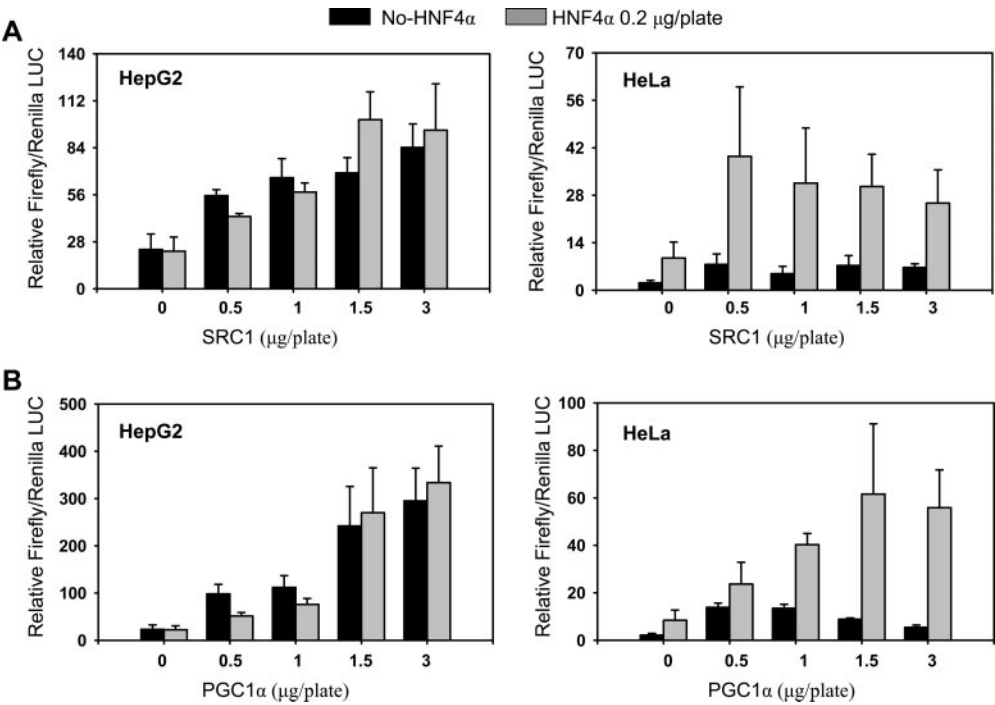 No-HNF4α HNF4α 0.2 μg/plate
A
Relative Firefly/Renilla LUC
140
112
84
56
28
0
HepG2
0 0.5 1 1.5 3
SRC1 (μg/plate)
Relative Firefly/Renilla LUC
70
56
42
28
14
0
HeLa
0 0.5 1 1.5 3
SRC1 (μg/plate)
B
Relative Firefly/Renilla LUC
500
400
300
200
100
0
HepG2
0 0.5 1 1.5 3
PGC1α (μg/plate)
Relative Firefly/Renilla LUC
100
80
60
40
20
0
HeLa
0 0.5 1 1.5 3
PGC1α (μg/plate)